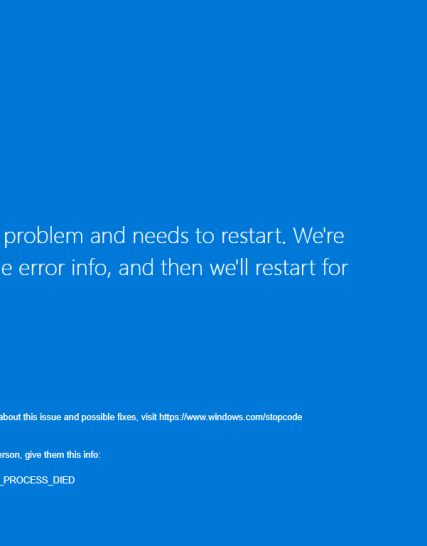 problem and needs to restart. We're
e error info, and then we'll restart for
about this issue and possible fixes, visit https://www.windows.com/stopcode
erson, give them this info:
_PROCESS_DIED